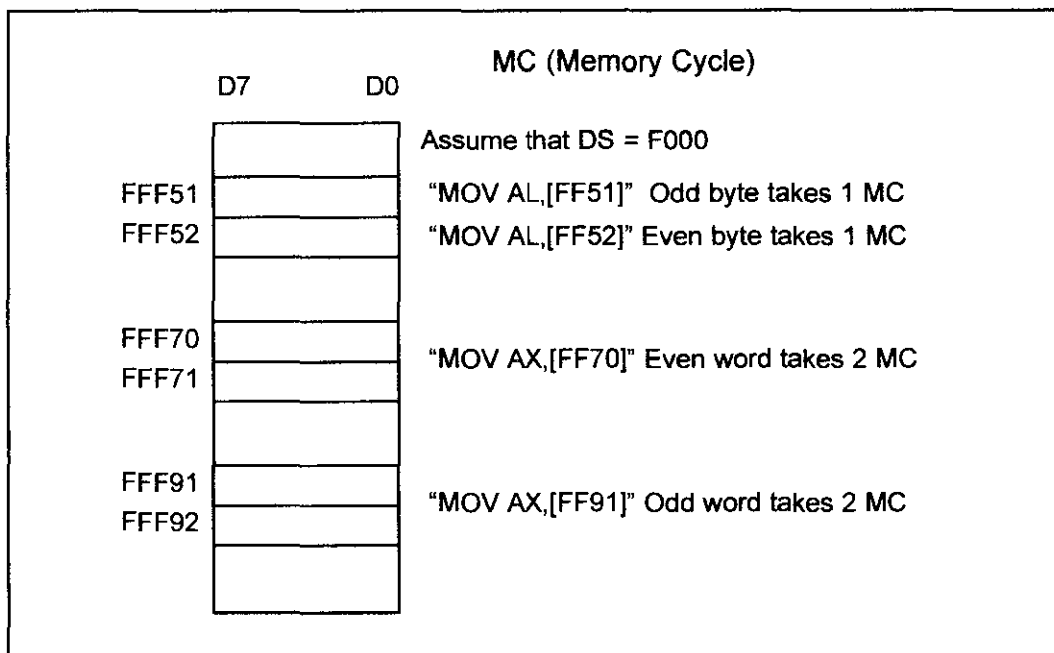 MC (Memory Cycle)
D7 D0
Assume that DS = F000
FFF51 “MOV AL,[FF51]” Odd byte takes 1 MC
FFF52 “MOV AL,[FF52]” Even byte takes 1 MC
FFF70
“MOV AX,[FF70]” Even word takes 2 MC
FFF71
FFF91
“MOV AX,[FF91]” Odd word takes 2 MC
FFF92